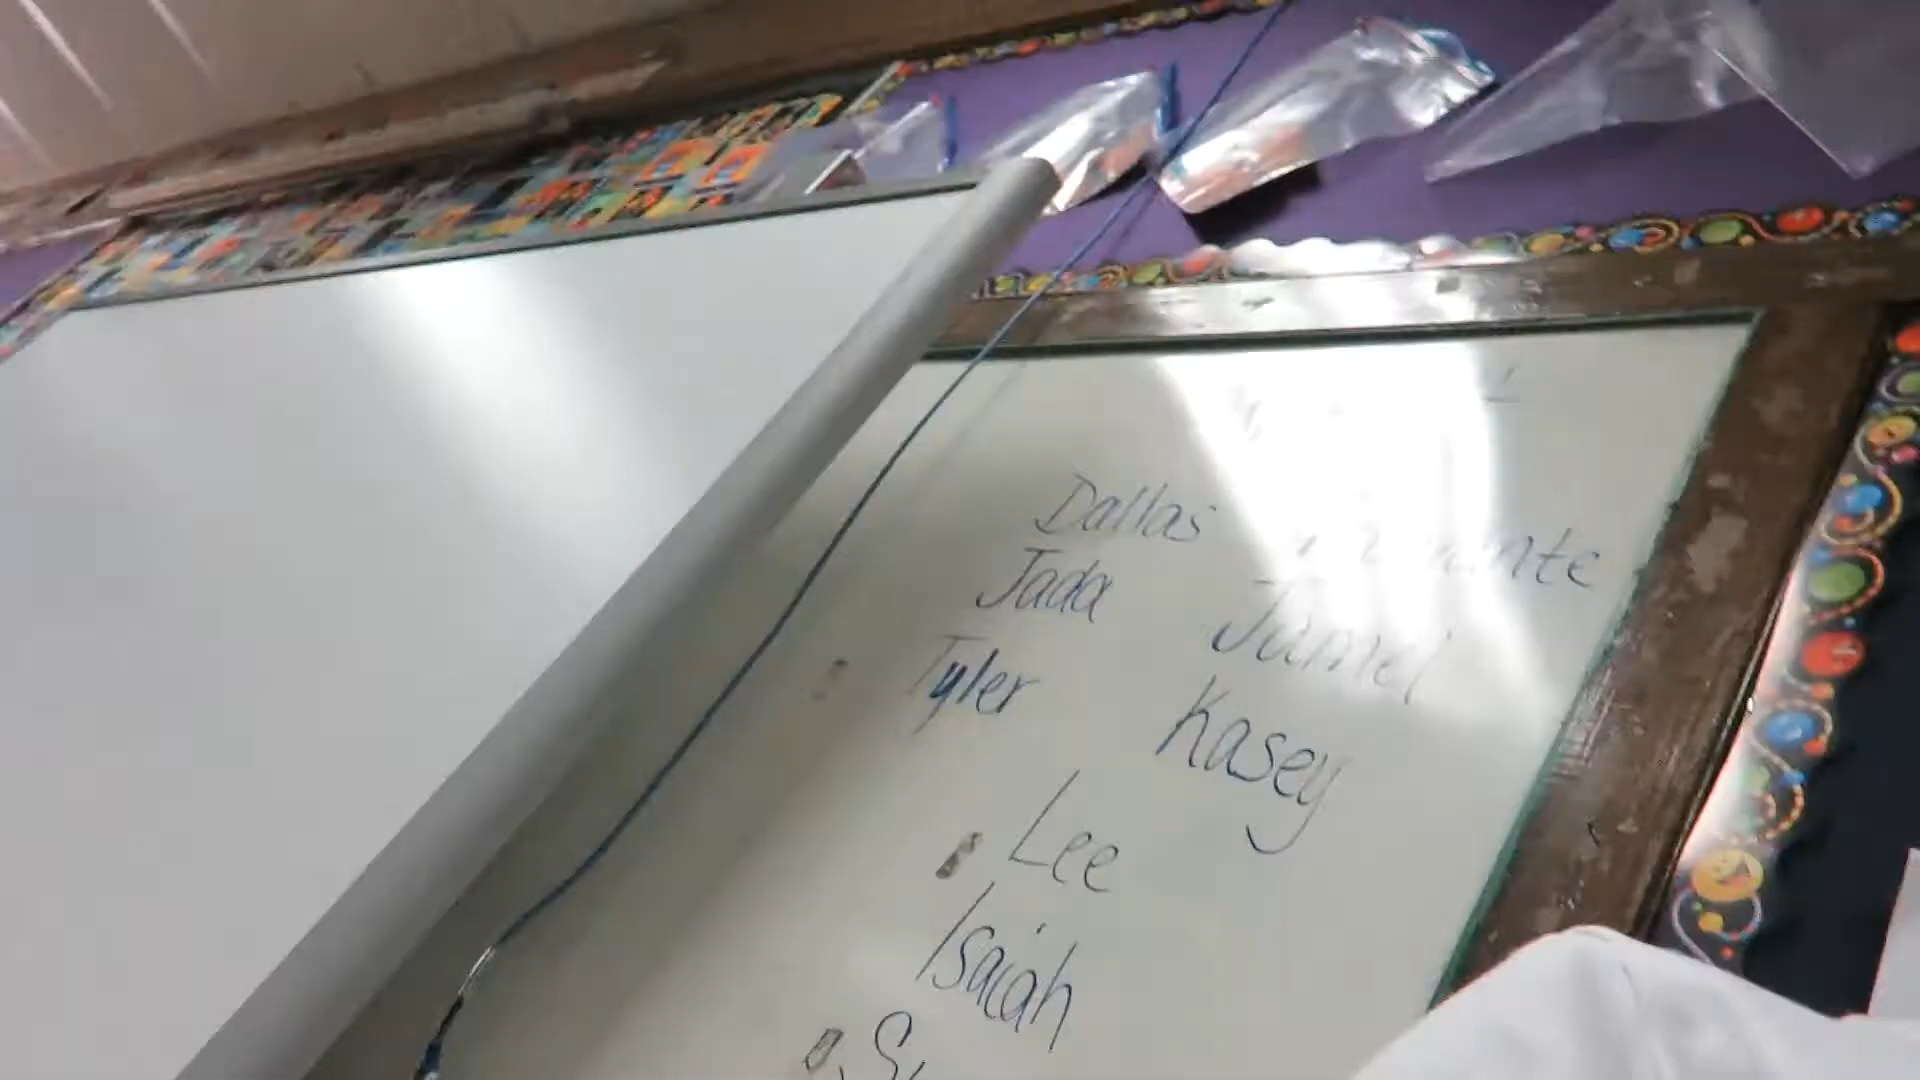 Dallas
Jada Jamel
Tyler Kasey
Lee
Isaiah